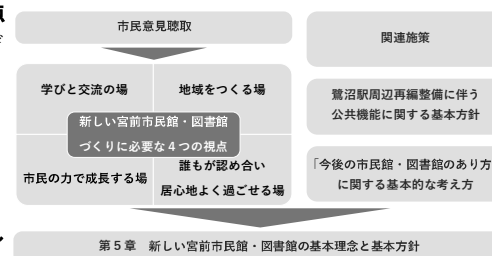 市民意見聴取
関連施策
学びと交流の場
地域をつくる場
新しい宮前市民館・図書館
づくりに必要な４つの視点
市民の力で成長する場
誰もが認め合い
居心地よく過ごせる場
鷺沼駅周辺再編整備に伴う
公共機能に関する基本方針
「今後の市民館・図書館のあり方
に関する基本的な考え方
第５章　新しい宮前市民館・図書館の基本理念と基本方針